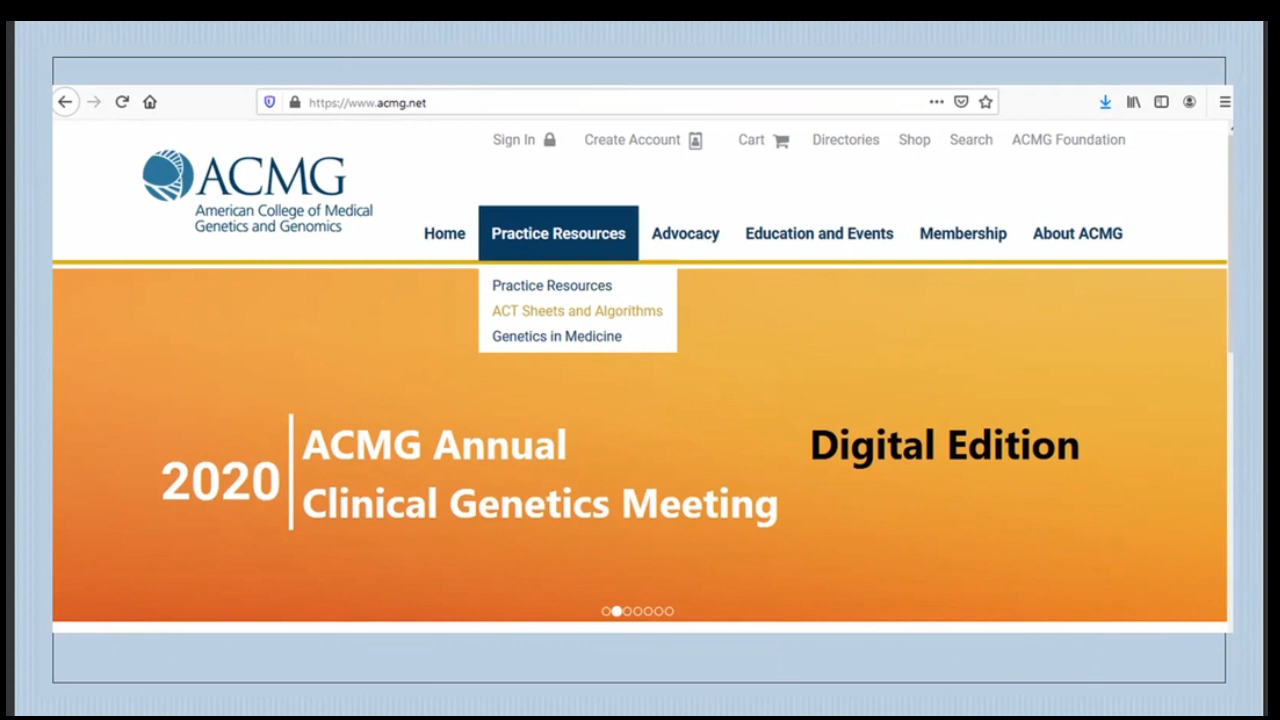 https://www.acmg.net
Sign In
Create Account
Cart
Directories
Shop
Search
ACMG Foundation
ACMG
American College of Medical
Genetics and Genomics
Home
Practice Resources
Advocacy
Education and Events
Membership
About ACMG
Practice Resources
ACT Sheets and Algorithms
Genetics in Medicine
2020
ACMG Annual
Clinical Genetics Meeting
Digital Edition